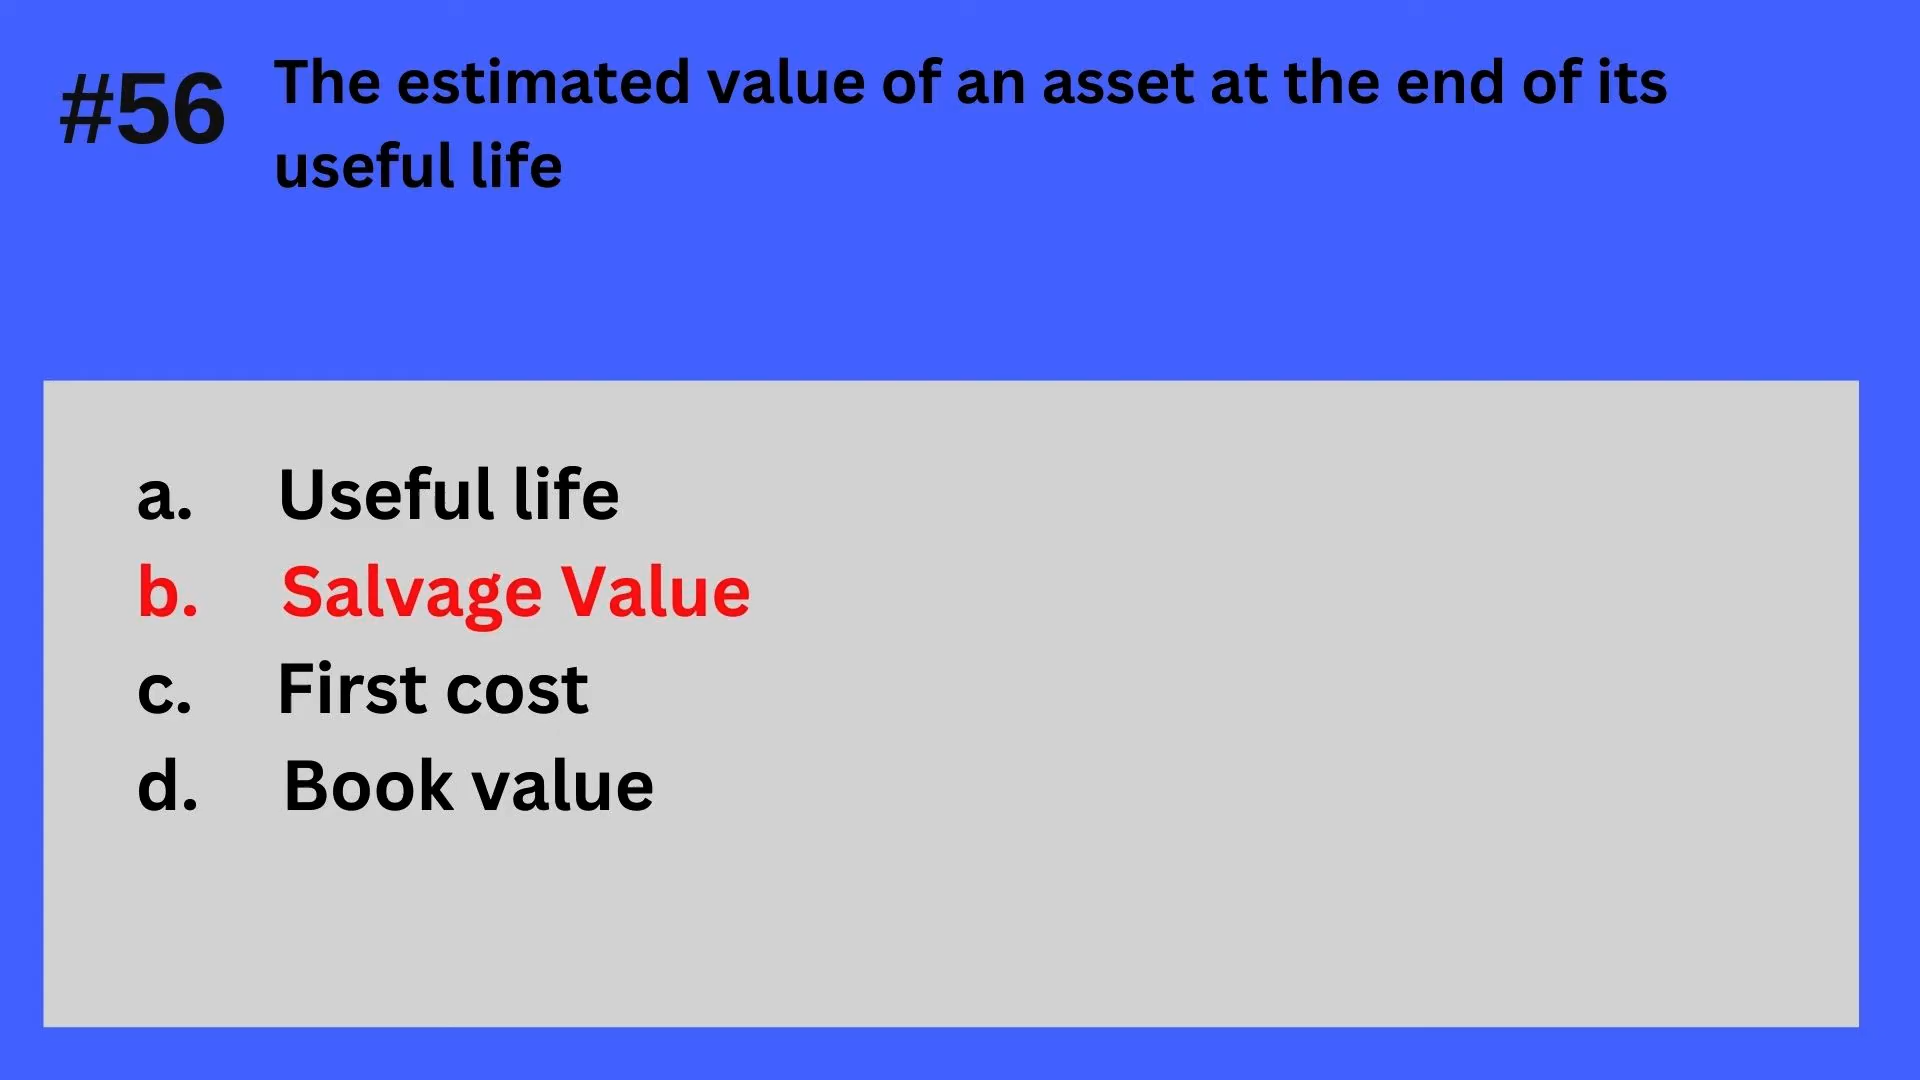 #56
The estimated value of an asset at the end of its
useful life
a. Useful life
b. Salvage Value
c. First cost
d. Book value